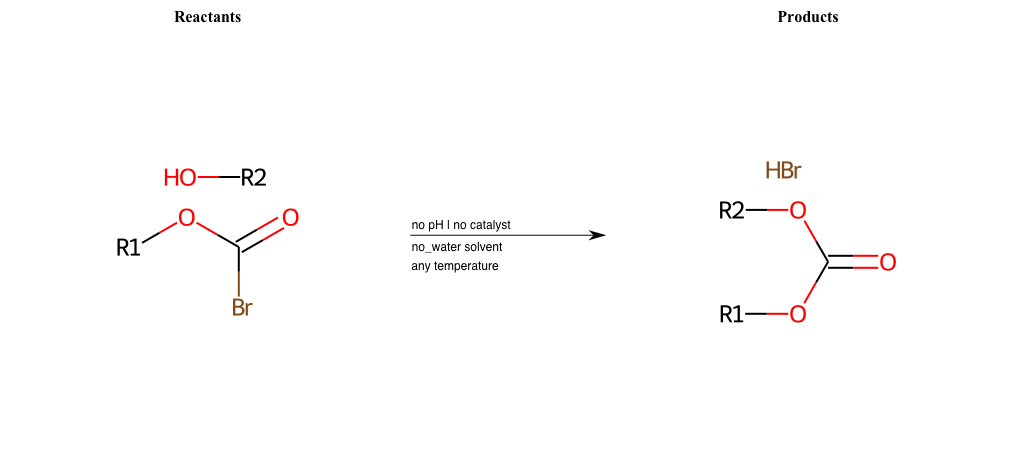 Reactants
Products
HO R2
R1 O O
Br
no pH | no catalyst
no_water solvent
any temperature
HBr
R2 O
O
R1 O